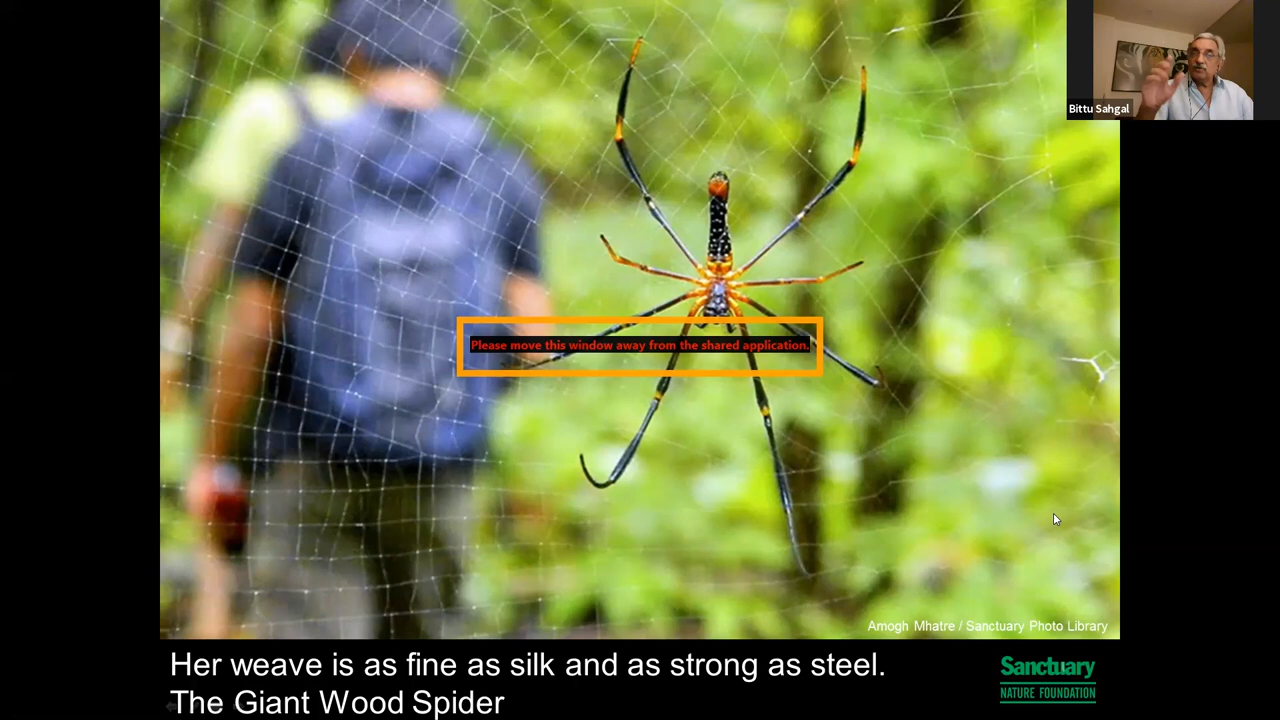 Bittu Sahgal
Please move this window away from the shared application.
Amogh Mhatre / Sanctuary Photo Library
Her weave is as fine as silk and as strong as steel.
The Giant Wood Spider
Sanctuary
NATURE FOUNDATION